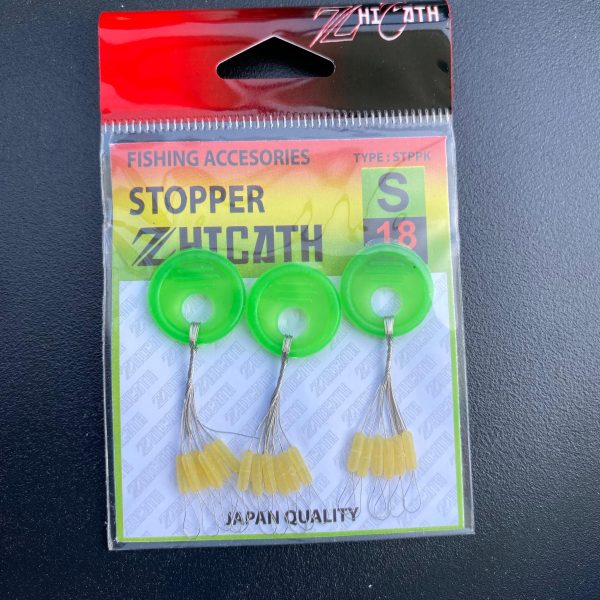 ZHICATH
FISHING ACCESORIES
TYPE : STPPK
STOPPER
S
ZHICATH
18
JAPAN QUALITY